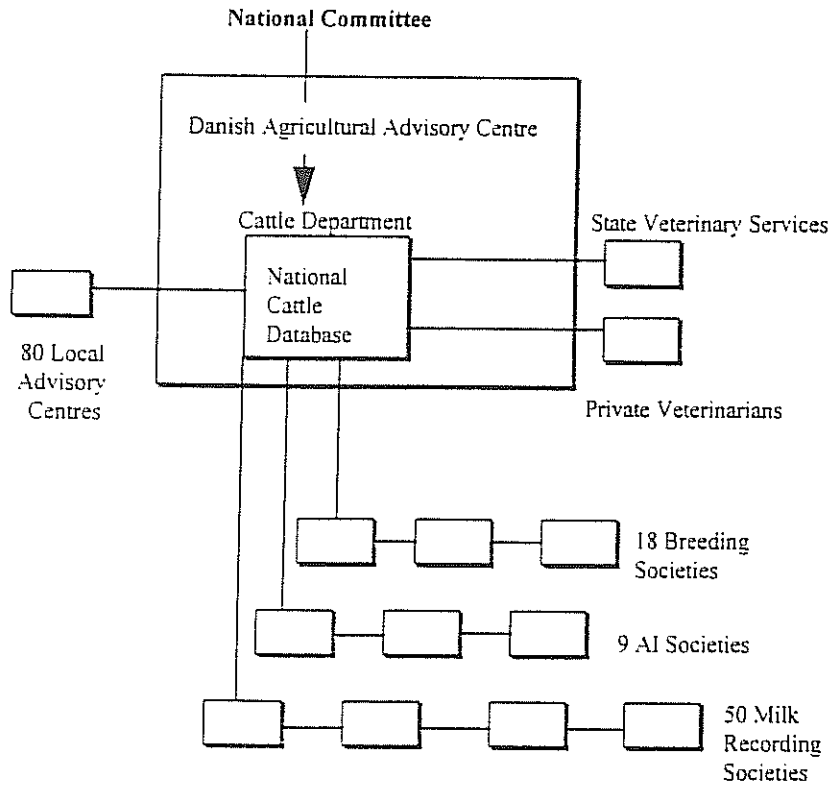 National Committee
Danish Agricultural Advisory Centre
Cattle Department
State Veterinary Services
National
Cattle
Database
80 Local
Advisory
Centres
Private Veterinarians
18 Breeding
Societies
9 AI Societies
50 Milk
Recording
Societies